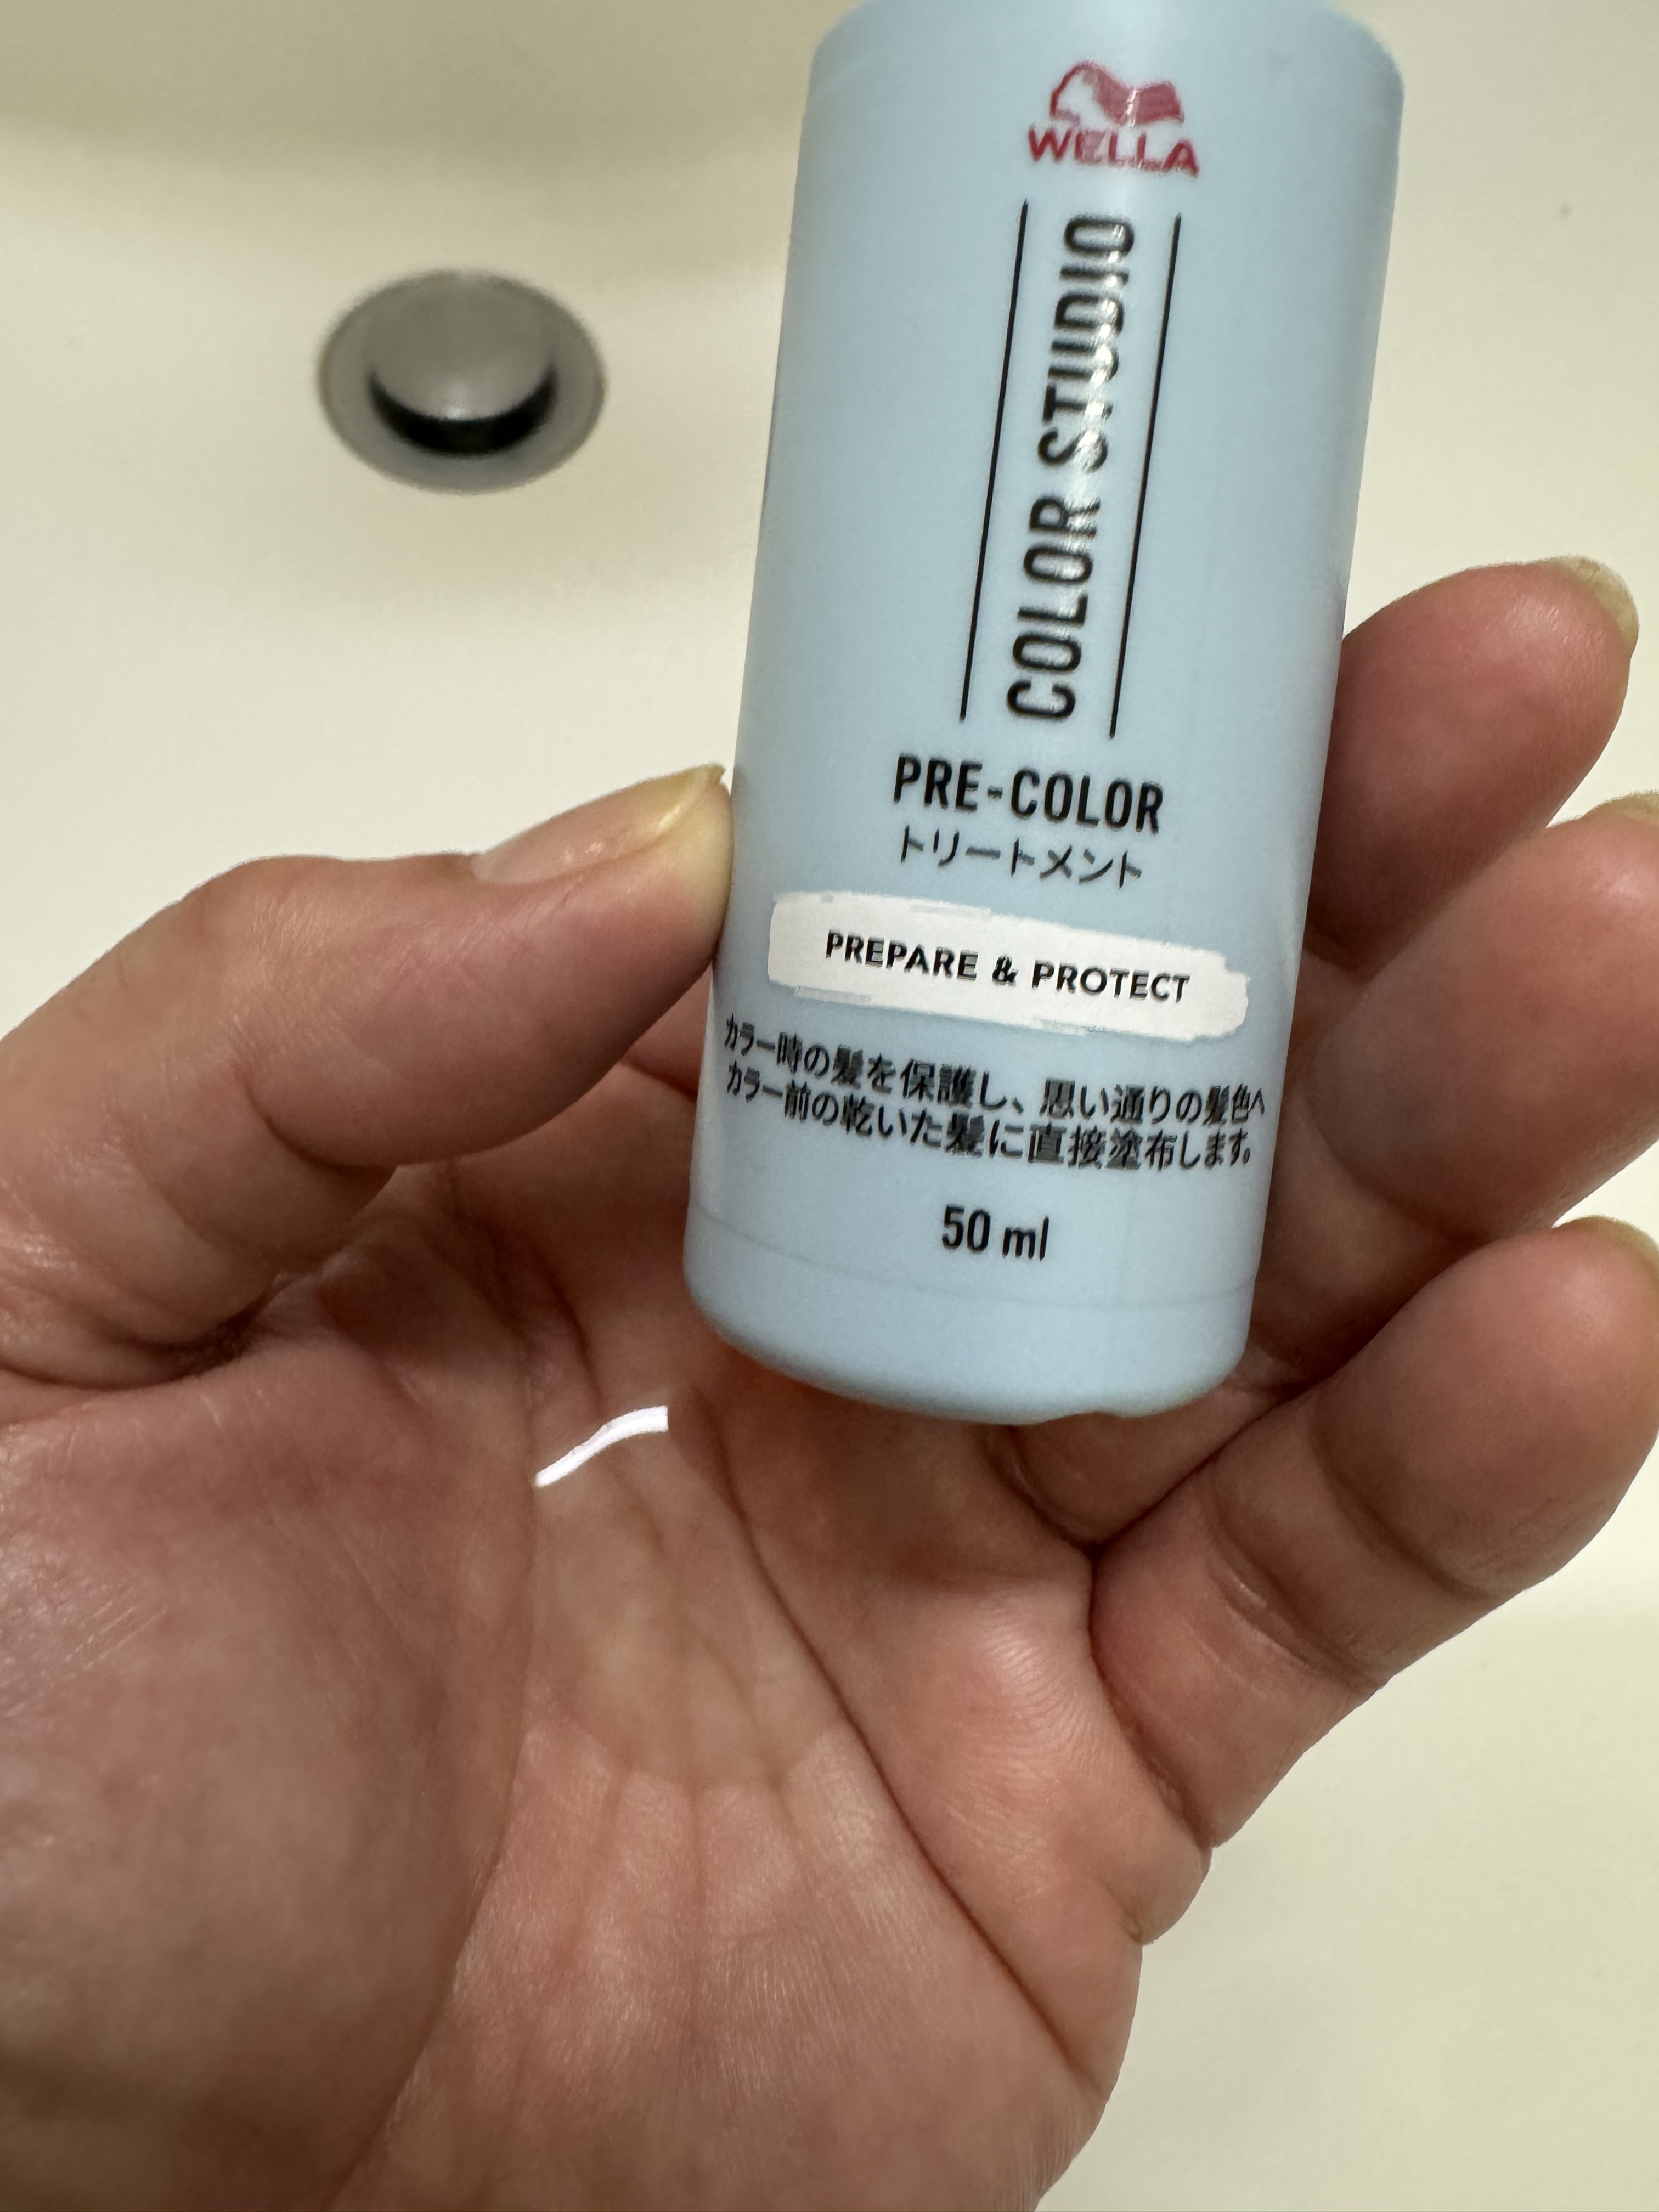 WELLA
COLOR STUDIO
PRE-COLOR
トリートメント
PREPARE & PROTECT
カラー時の髪を保護し、思い通りの髪色へ
カラー前の乾いた髪に直接塗布します。
50 ml